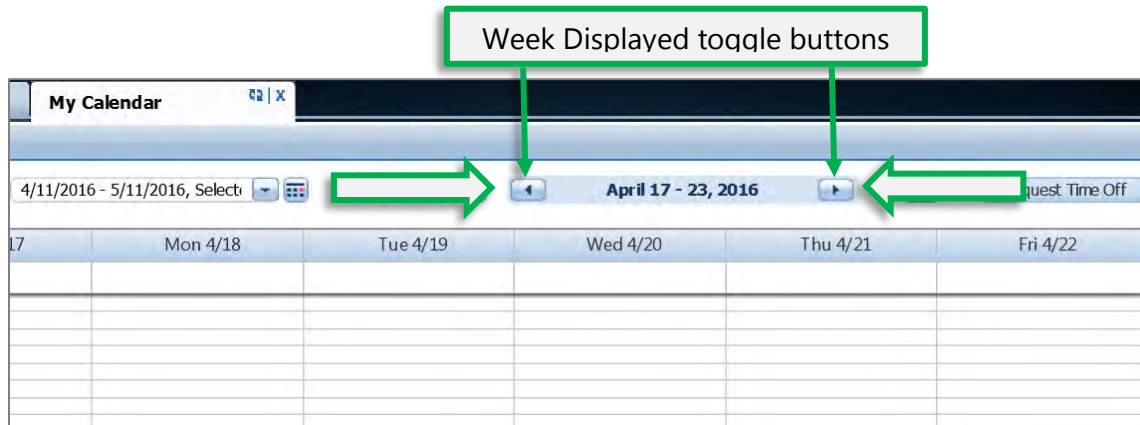 Week Displayed toggle buttons
My Calendar
X
4/11/2016 - 5/11/2016, Selecte
April 17 - 23, 2016
quest Time Off
17
Mon 4/18
Tue 4/19
Wed 4/20
Thu 4/21
Fri 4/22